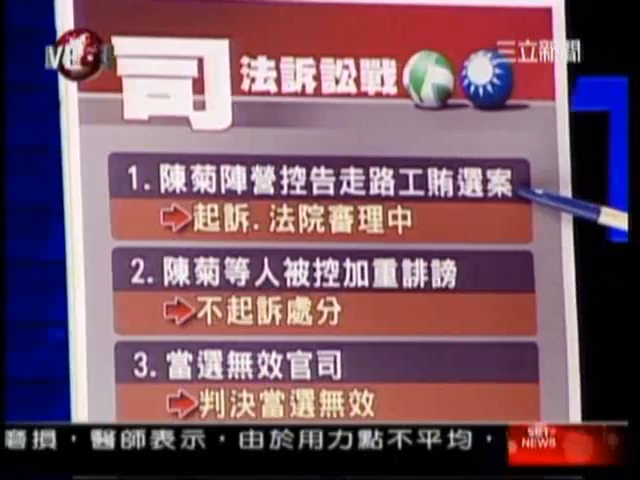 三立新聞
司法訴訟戰
1. 陳菊陣營控告走路工賄選案
起訴. 法院審理中
2. 陳菊等人被控加重誹謗
不起訴處分
3. 當選無效官司
判決當選無效
磨損，醫師表示，由於用力點不平均，
SET NEWS